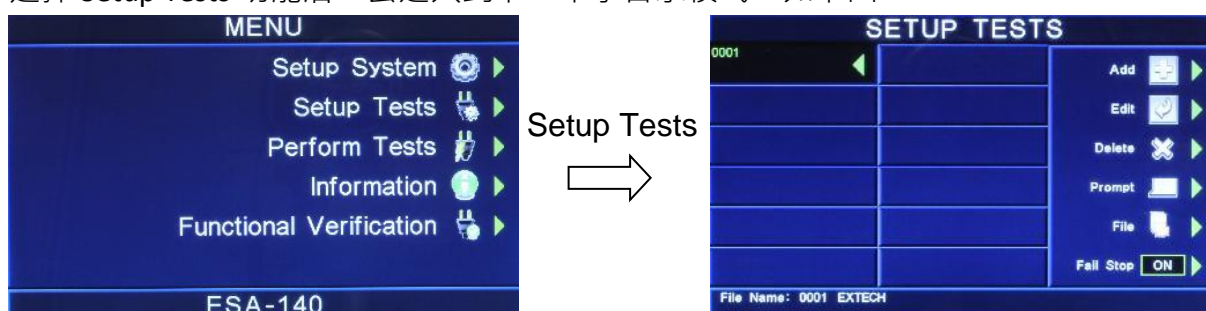 MENU
Setup System
Setup Tests
Perform Tests
Information
Functional Verification
ESA-140
Setup Tests
SETUP TESTS
0001
Add
Edit
Delete
Prompt
File
Fail Stop ON
File Name: 0001 EXTECH